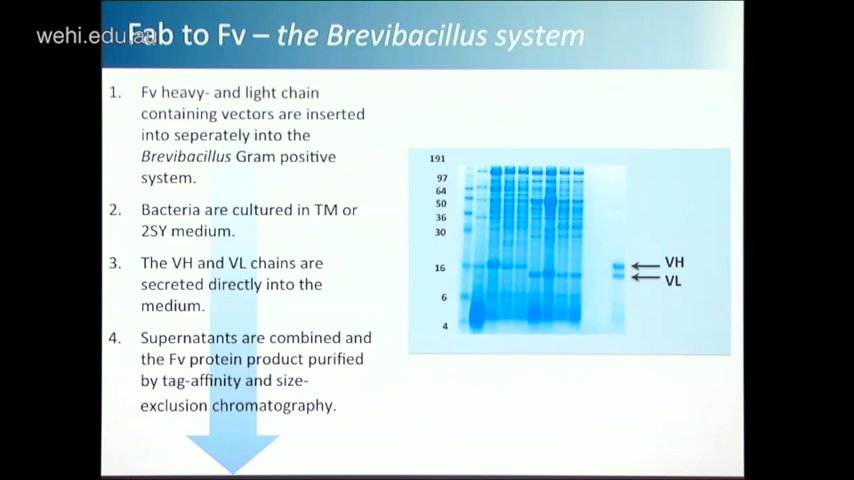 wehi.edu.au
Fab to Fv – the Brevibacillus system
1. Fv heavy- and light chain
containing vectors are inserted
into seperately into the
Brevibacillus Gram positive
system.
2. Bacteria are cultured in TM or
2SY medium.
3. The VH and VL chains are
secreted directly into the
medium.
4. Supernatants are combined and
the Fv protein product purified
by tag-affinity and size-
exclusion chromatography.
191
97
64
50
36
30
16
6
4
VH
VL